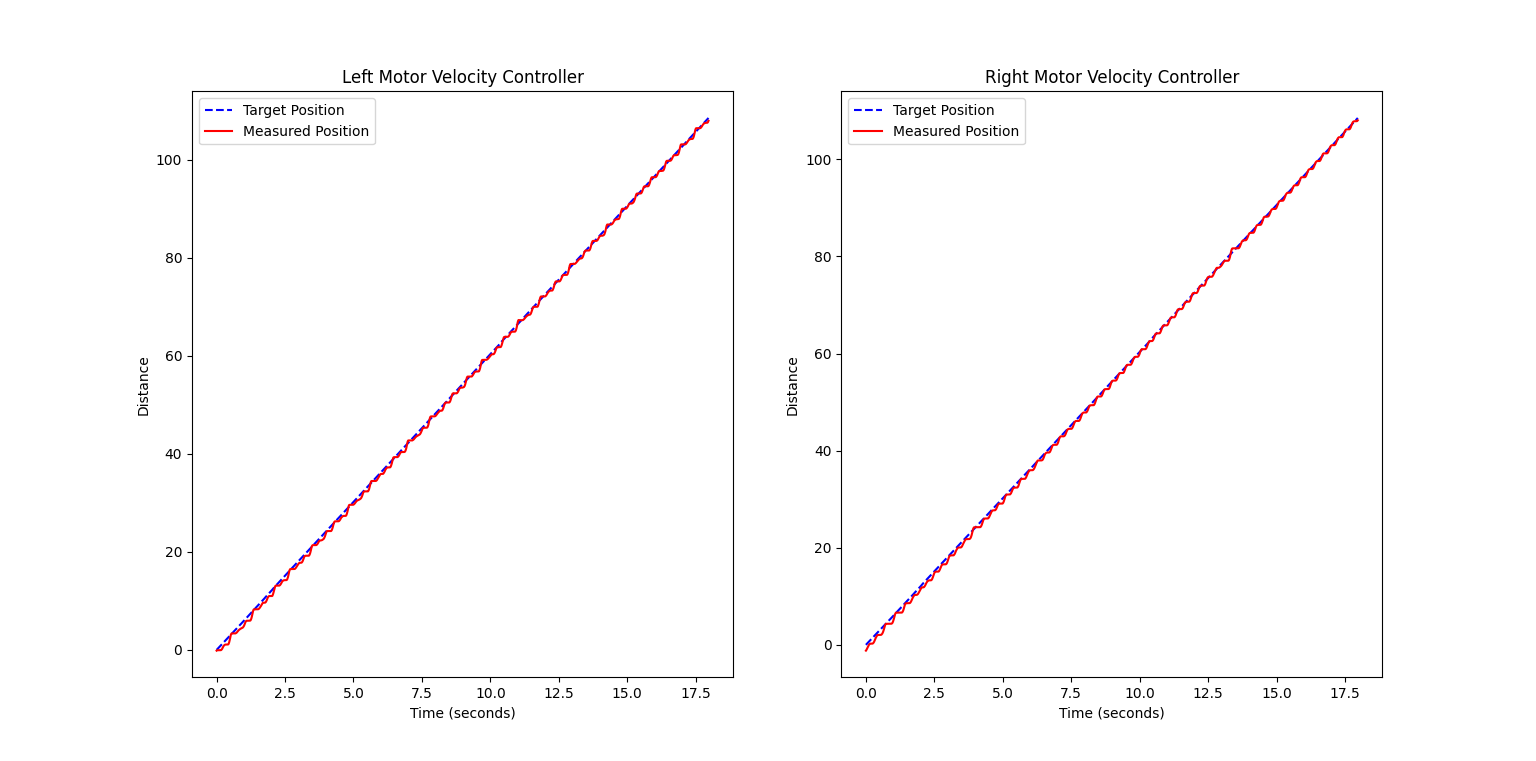 Left Motor Velocity Controller
Target Position
Measured Position
Distance
100
80
60
40
20
0
0.0 2.5 5.0 7.5 10.0 12.5 15.0 17.5
Time (seconds)
Right Motor Velocity Controller
Target Position
Measured Position
Distance
100
80
60
40
20
0
0.0 2.5 5.0 7.5 10.0 12.5 15.0 17.5
Time (seconds)